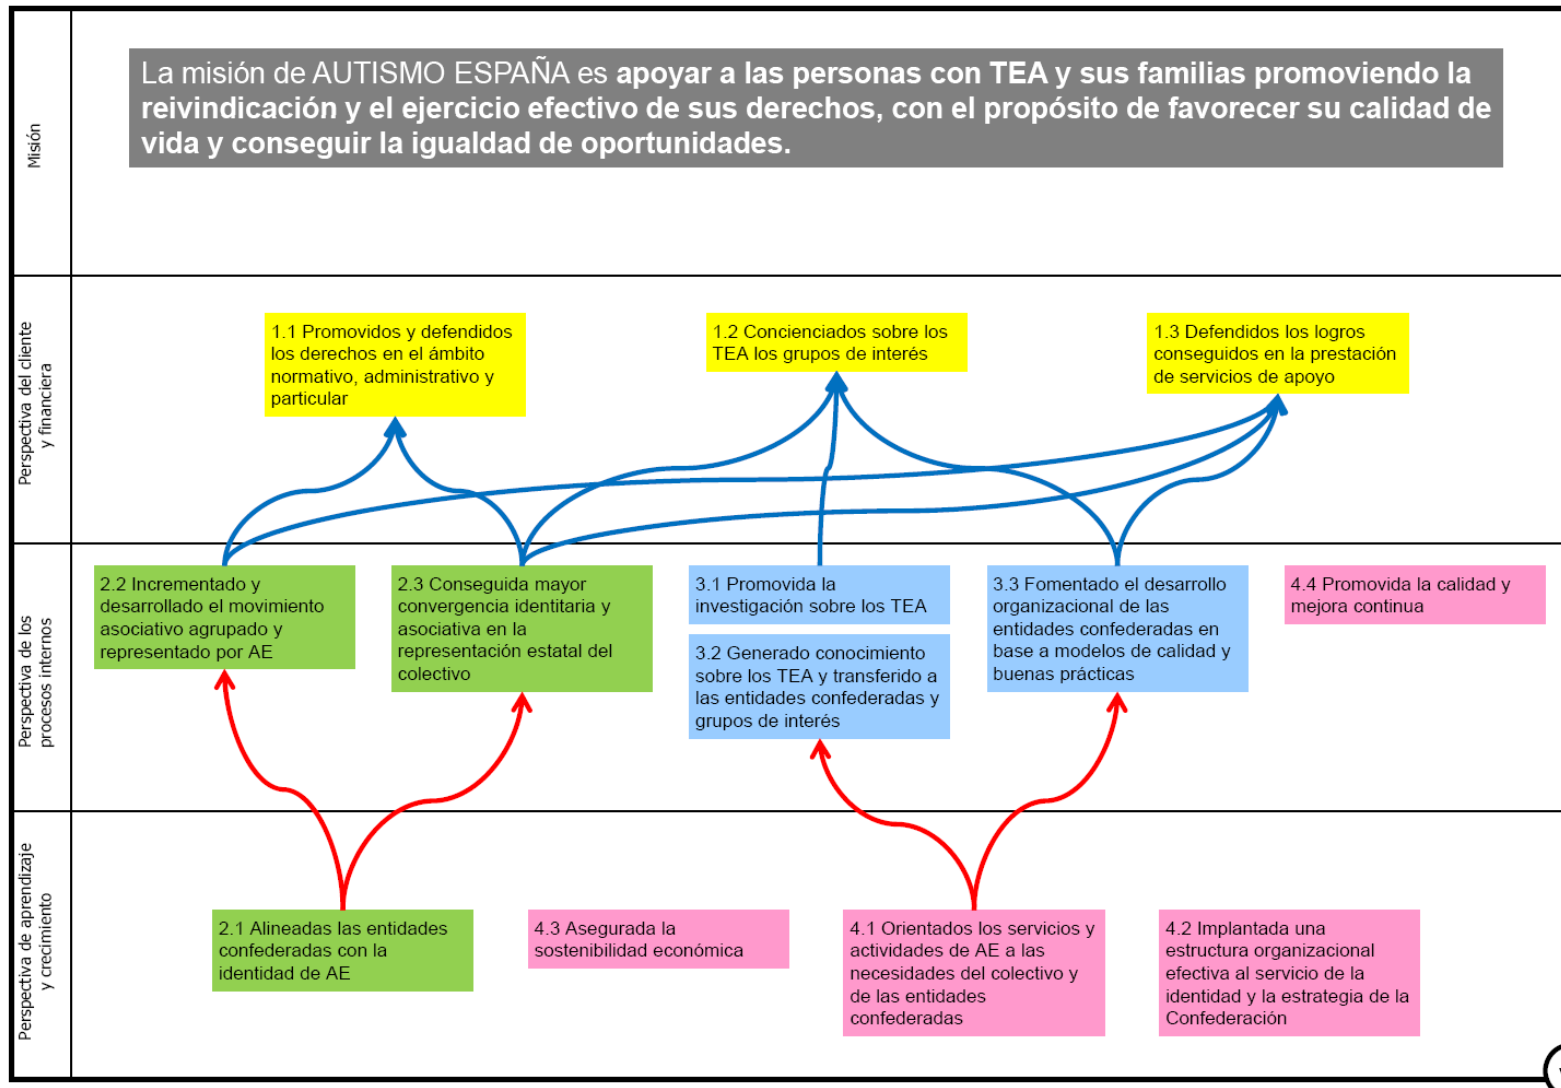 Misión
La misión de AUTISMO ESPAÑA es apoyar a las personas con TEA y sus familias promoviendo la
reivindicación y el ejercicio efectivo de sus derechos, con el propósito de favorecer su calidad de
vida y conseguir la igualdad de oportunidades.
Perspectiva del cliente
y financiera
1.1 Promovidos y defendidos
los derechos en el ámbito
normativo, administrativo y
particular
1.2 Concienciados sobre los
TEA los grupos de interés
1.3 Defendidos los logros
conseguidos en la prestación
de servicios de apoyo
Perspectiva de los
procesos internos
2.2 Incrementado y
desarrollado el movimiento
asociativo agrupado y
representado por AE
2.3 Conseguida mayor
convergencia identitaria y
asociativa en la
representación estatal del
colectivo
3.1 Promovida la
investigación sobre los TEA
3.2 Generado conocimiento
sobre los TEA y transferido a
las entidades confederadas y
grupos de interés
3.3 Fomentado el desarrollo
organizacional de las
entidades confederadas en
base a modelos de calidad y
buenas prácticas
4.4 Promovida la calidad y
mejora continua
Perspectiva de aprendizaje
y crecimiento
2.1 Alineadas las entidades
confederadas con la
identidad de AE
4.3 Asegurada la
sostenibilidad económica
4.1 Orientados los servicios y
actividades de AE a las
necesidades del colectivo y
de las entidades
confederadas
4.2 Implantada una
estructura organizacional
efectiva al servicio de la
identidad y la estrategia de la
Confederación